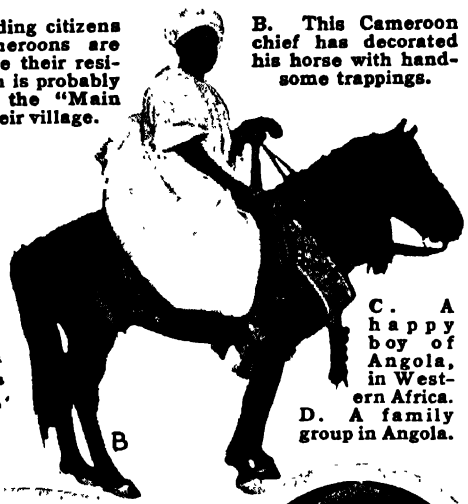 ding citizens
neroons are
e their resi-
n is probably
the "Main
eir village.
B. This Cameroon
chief has decorated
his horse with hand-
some trappings.
C. A
happy
boy of
Angola,
in West-
ern Africa.
D. A family
group in Angola.
B